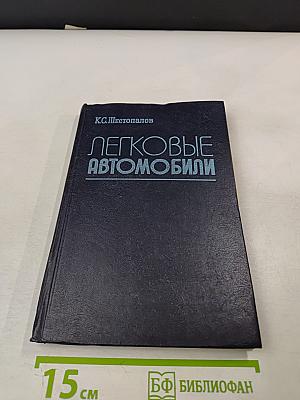 К.С. Шестопалов
ЛЕГКОВЫЕ
АВТОМОБИЛИ
15 см
БФ БИБЛИОФАН